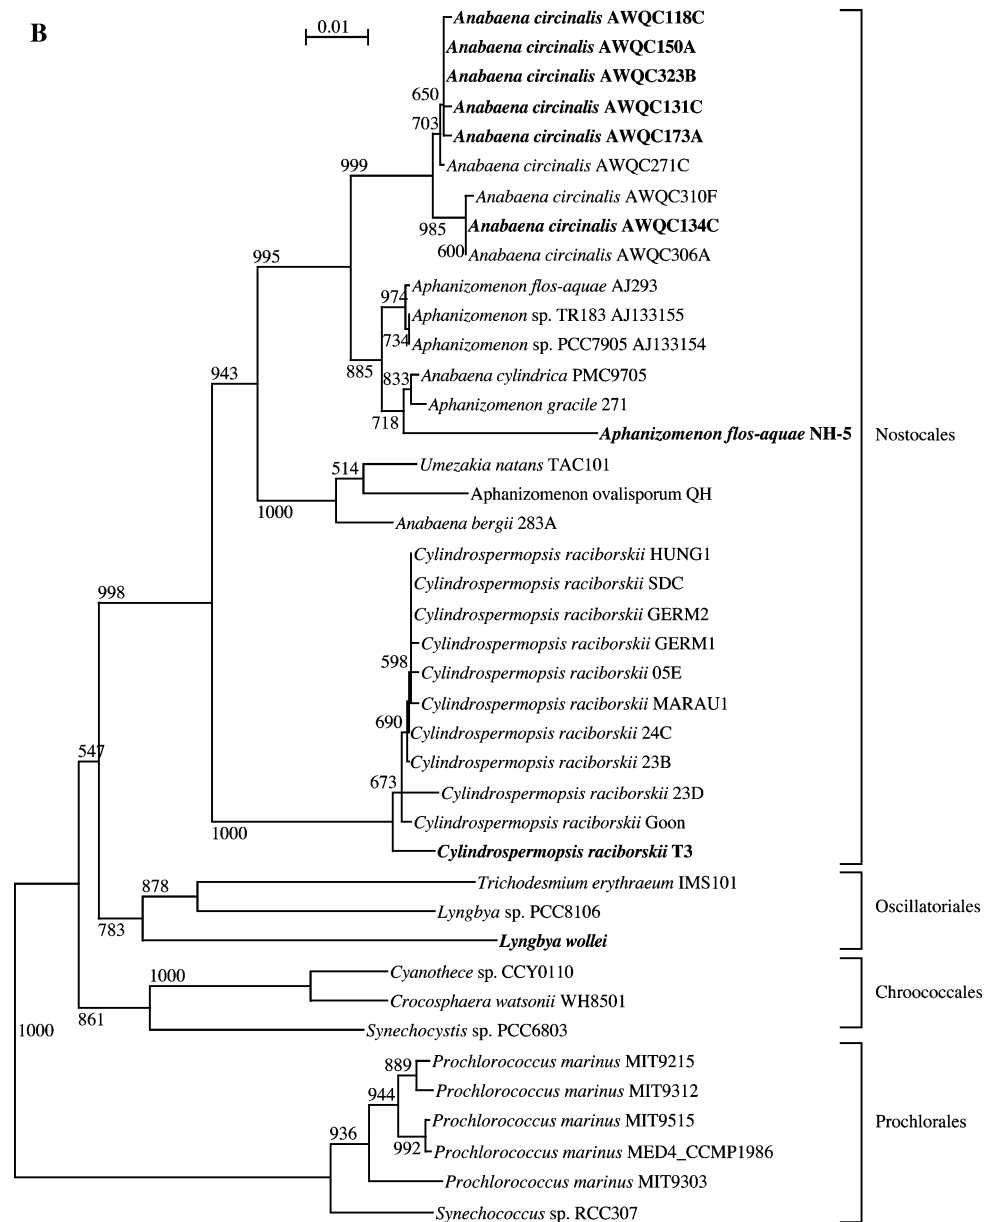 B
0.01
Anabaena circinalis AWQC118C
Anabaena circinalis AWQC150A
Anabaena circinalis AWQC323B
650
Anabaena circinalis AWQC131C
703
Anabaena circinalis AWQC173A
999
Anabaena circinalis AWQC271C
Anabaena circinalis AWQC310F
985
Anabaena circinalis AWQC134C
600
Anabaena circinalis AWQC306A
995
Aphanizomenon flos-aquae AJ293
974
Aphanizomenon sp. TR183 AJ133155
734
Aphanizomenon sp. PCC7905 AJ133154
943
885
833
Anabaena cylindrica PMC9705
Aphanizomenon gracile 271
718
Aphanizomenon flos-aquae NH-5
Nostocales
514
Umezakia natans TAC101
Aphanizomenon ovalisporum QH
1000
Anabaena bergii 283A
Cylindrospermopsis raciborskii HUNG1
Cylindrospermopsis raciborskii SDC
998
Cylindrospermopsis raciborskii GERM2
Cylindrospermopsis raciborskii GERM1
598
Cylindrospermopsis raciborskii 05E
Cylindrospermopsis raciborskii MARAU1
690
Cylindrospermopsis raciborskii 24C
547
Cylindrospermopsis raciborskii 23B
673
Cylindrospermopsis raciborskii 23D
1000
Cylindrospermopsis raciborskii Goon
Cylindrospermopsis raciborskii T3
878
Trichodesmium erythraeum IMS101
Lyngbya sp. PCC8106
Oscillatoriales
783
Lyngbya wollei
1000
Cyanothece sp. CCY0110
Crocosphaera watsonii WH8501
Chroococcales
861
1000
Synechocystis sp. PCC6803
889
Prochlorococcus marinus MIT9215
944
Prochlorococcus marinus MIT9312
936
Prochlorococcus marinus MIT9515
Prochlorales
992
Prochlorococcus marinus MED4_CCMP1986
Prochlorococcus marinus MIT9303
Synechococcus sp. RCC307